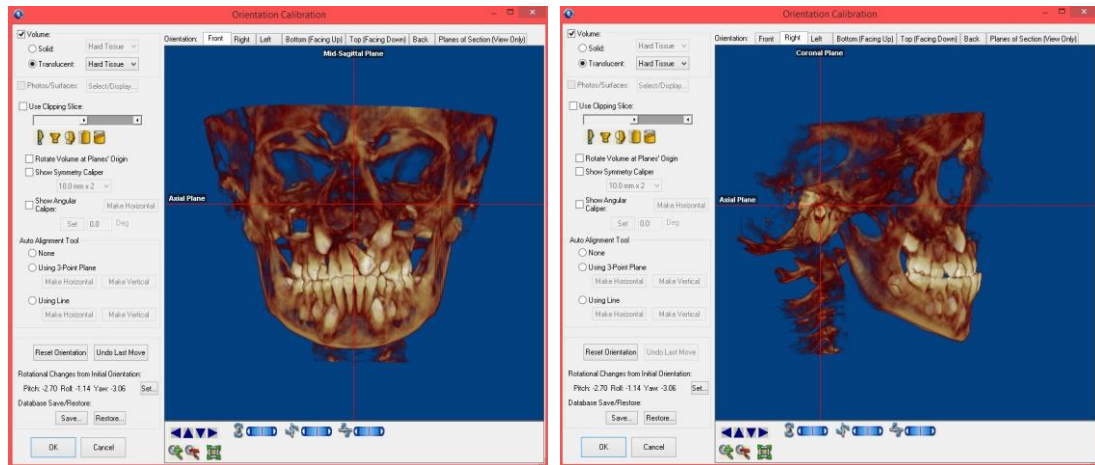 Orientation Calibration
Volume:
Solid: Hard Tissue
Translucent: Hard Tissue
Photos/Surfaces: Select/Display...
Use Clipping Slice:
Rotate Volume at Planes' Origin
Show Symmetry Caliper
10.0 mm x 2
Show Angular Caliper: Make Horizontal
Set 0.0 Deg
Auto Alignment Tool
None
Using 3-Point Plane
Make Horizontal Make Vertical
Using Line
Make Horizontal Make Vertical
Reset Orientation Undo Last Move
Rotational Changes from Initial Orientation:
Pitch: -2.70 Roll: -1.14 Yaw: -3.06 Set...
Database Save/Restore:
Save... Restore...
OK Cancel
Orientation: Front Right Left Bottom (Facing Up) Top (Facing Down) Back Planes of Section (View Only)
Mid-Sagittal Plane
Axial Plane
Orientation Calibration
Volume:
Solid: Hard Tissue
Translucent: Hard Tissue
Photos/Surfaces: Select/Display...
Use Clipping Slice:
Rotate Volume at Planes' Origin
Show Symmetry Caliper
10.0 mm x 2
Show Angular Caliper: Make Horizontal
Set 0.0 Deg
Auto Alignment Tool
None
Using 3-Point Plane
Make Horizontal Make Vertical
Using Line
Make Horizontal Make Vertical
Reset Orientation Undo Last Move
Rotational Changes from Initial Orientation:
Pitch: -2.70 Roll: -1.14 Yaw: -3.06 Set...
Database Save/Restore:
Save... Restore...
OK Cancel
Orientation: Front Right Left Bottom (Facing Up) Top (Facing Down) Back Planes of Section (View Only)
Coronal Plane
Axial Plane